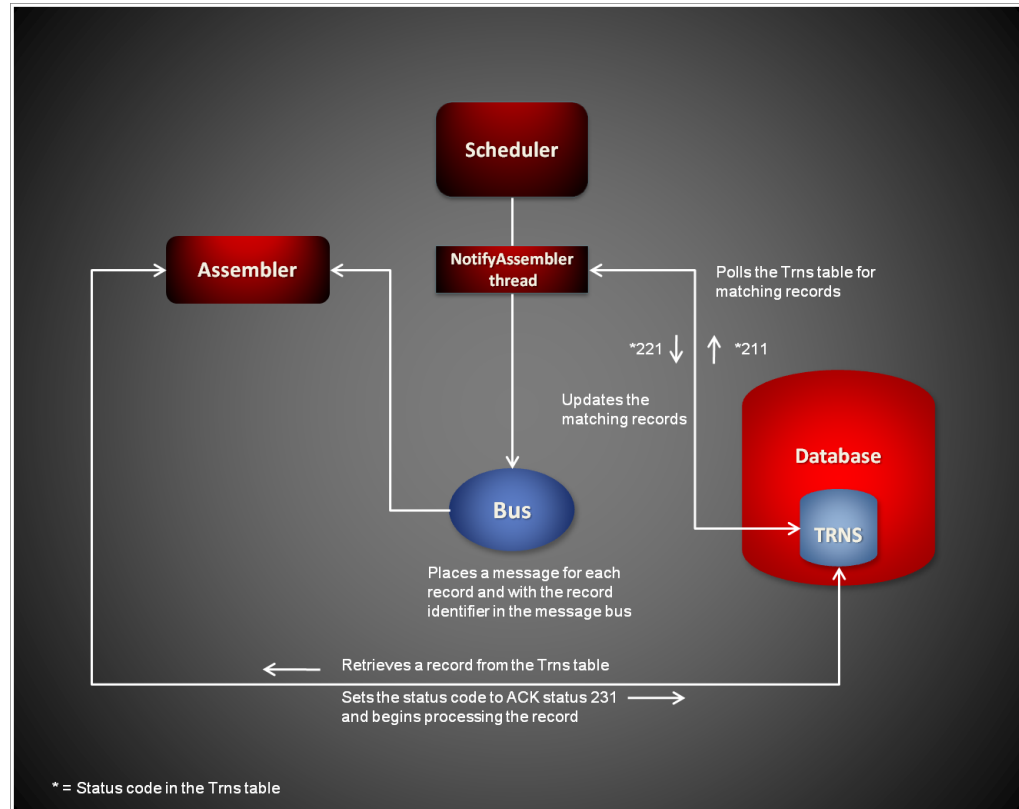 Scheduler
NotifyAssembler
thread
Assembler
Polls the Trns table for
matching records
*221
*211
Updates the
matching records
Database
TRNS
Bus
Places a message for each
record and with the record
identifier in the message bus
Retrieves a record from the Trns table
Sets the status code to ACK status 231
and begins processing the record
* = Status code in the Trns table